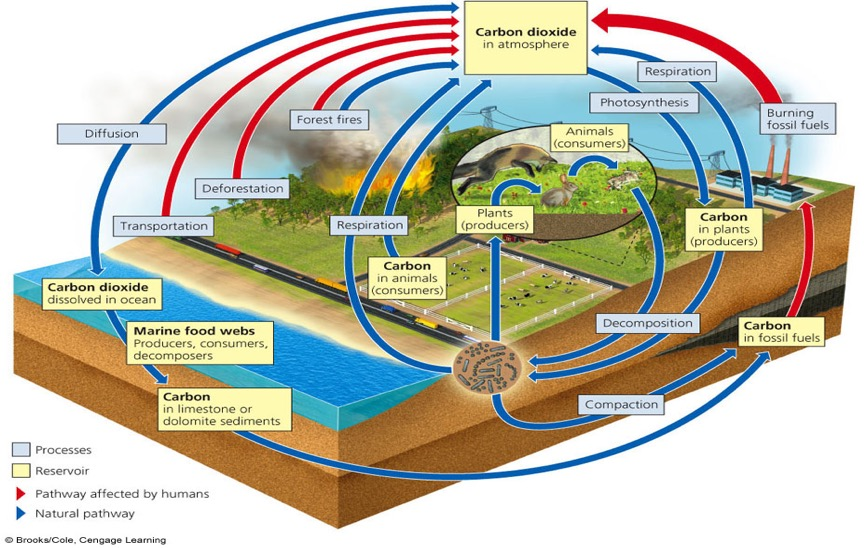 Carbon dioxide
in atmosphere
Respiration
Photosynthesis
Burning
fossil fuels
Forest fires
Diffusion
Animals
(consumers)
Deforestation
Transportation
Respiration
Plants
(producers)
Carbon
in plants
(producers)
Carbon
in animals
(consumers)
Carbon dioxide
dissolved in ocean
Marine food webs
Producers, consumers,
decomposers
Decomposition
Carbon
in fossil fuels
Carbon
in limestone or
dolomite sediments
Compaction
Processes
Reservoir
Pathway affected by humans
Natural pathway
© Brooks/Cole, Cengage Learning